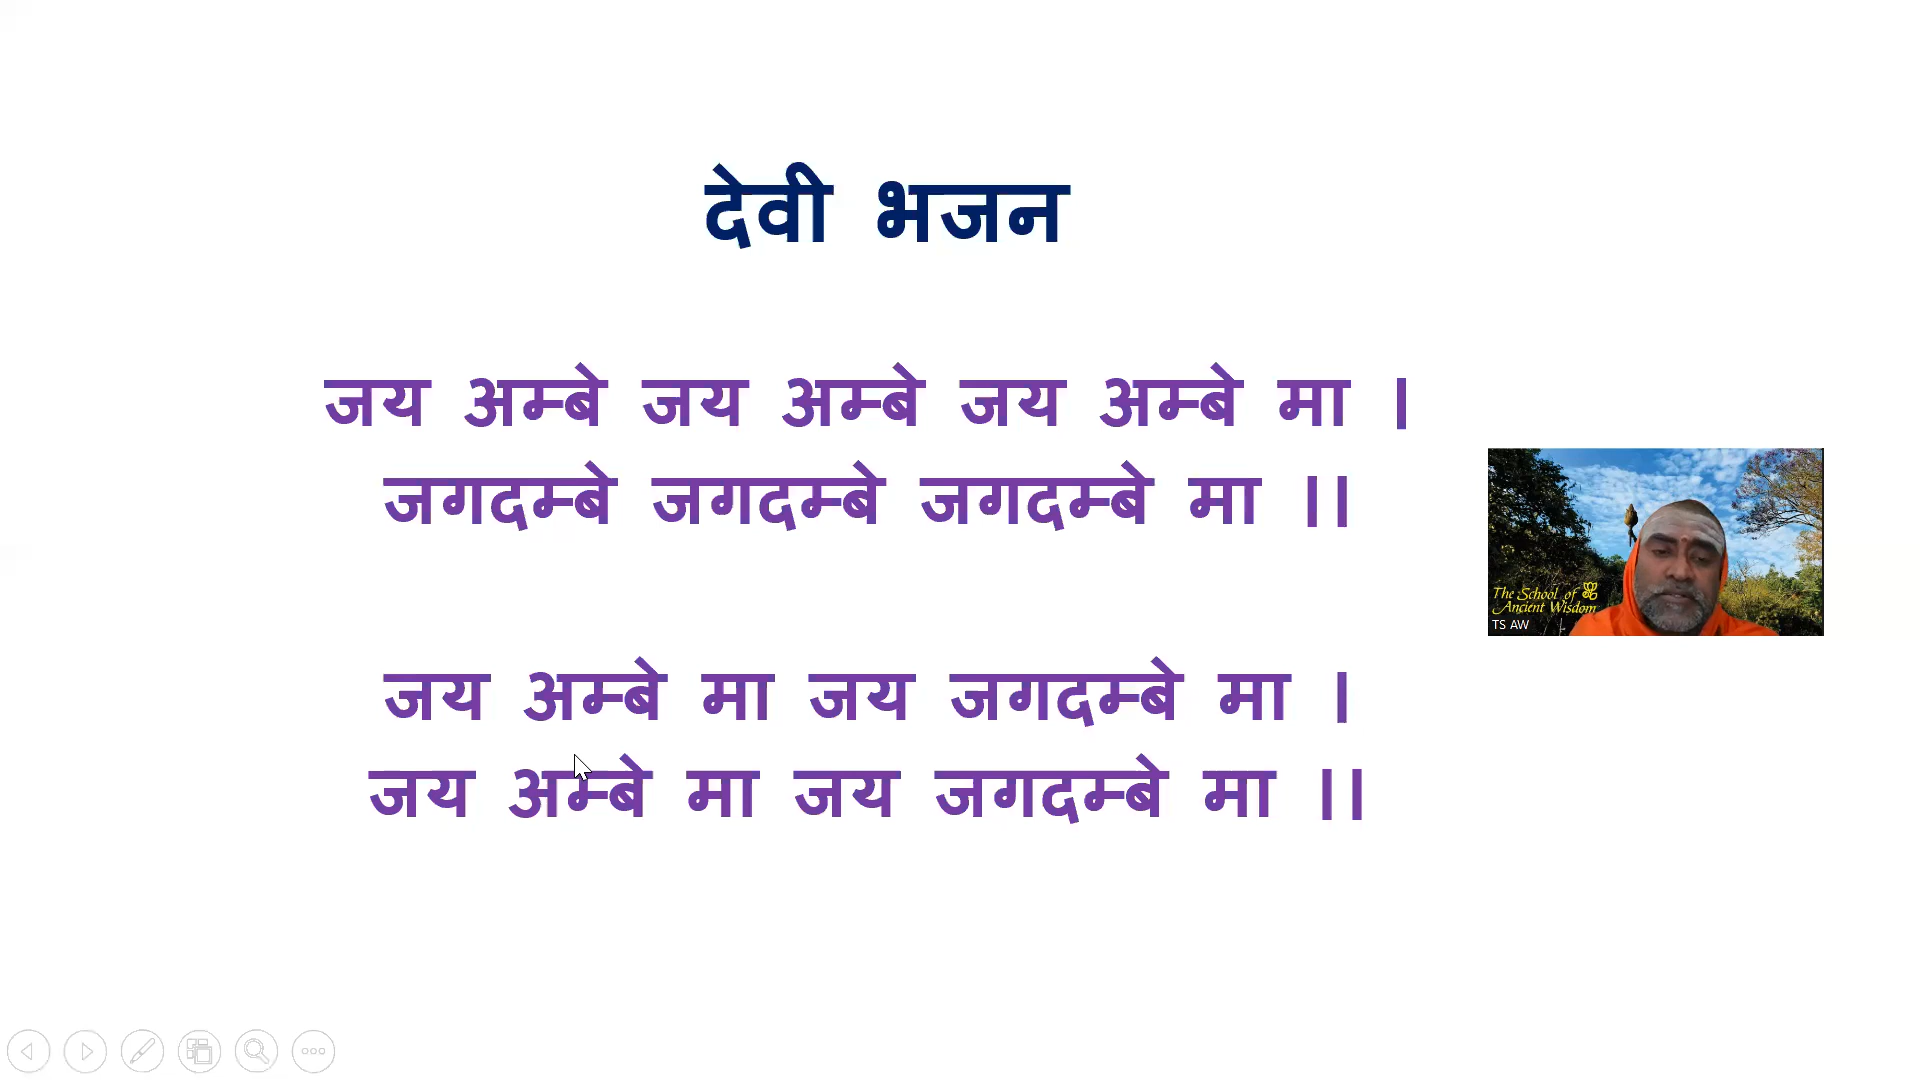 देवी भजन
जय अम्बे जय अम्बे जय अम्बे मा ।
जगदम्बे जगदम्बे जगदम्बे मा ।।
जय अम्बे मा जय जगदम्बे मा ।
जय अम्बे मा जय जगदम्बे मा ।।
The School of
Ancient Wisdom
TS AW